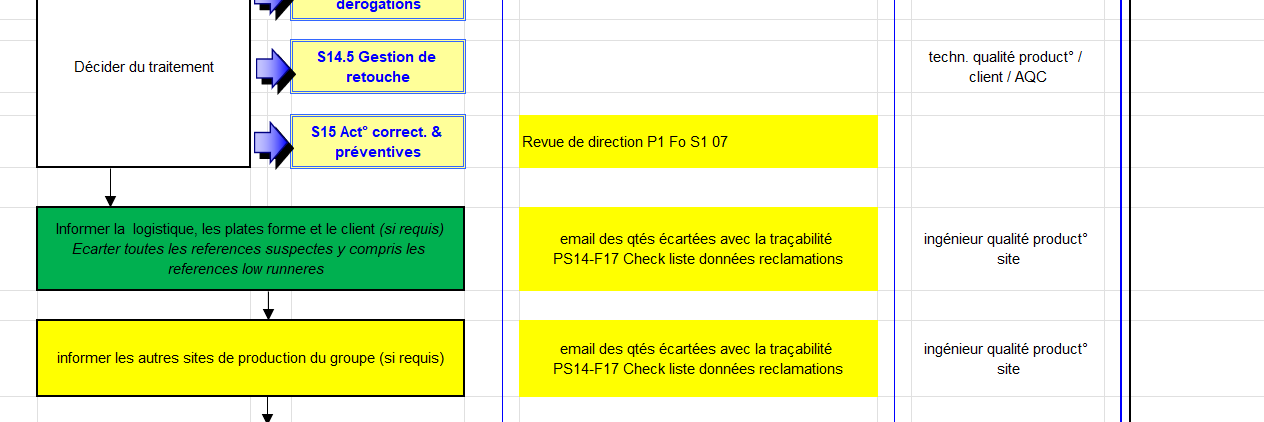 dérogations
Décider du traitement
S14.5 Gestion de
retouche
techn. qualité product° /
client / AQC
S15 Act° correct. &
préventives
Revue de direction P1 Fo S1 07
Informer la  logistique, les plates forme et le client (si requis)
Ecarter toutes les references suspectes y compris les
references low runneres
email des qtés écartées avec la traçabilité
PS14-F17 Check liste données reclamations
ingénieur qualité product°
site
informer les autres sites de production du groupe (si requis)
email des qtés écartées avec la traçabilité
PS14-F17 Check liste données reclamations
ingénieur qualité product°
site